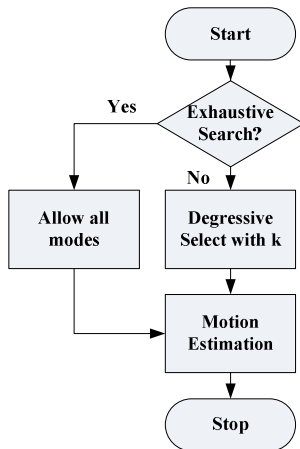 Start
Yes
Exhaustive
Search?
No
Allow all
modes
Degressive
Select with k
Motion
Estimation
Stop